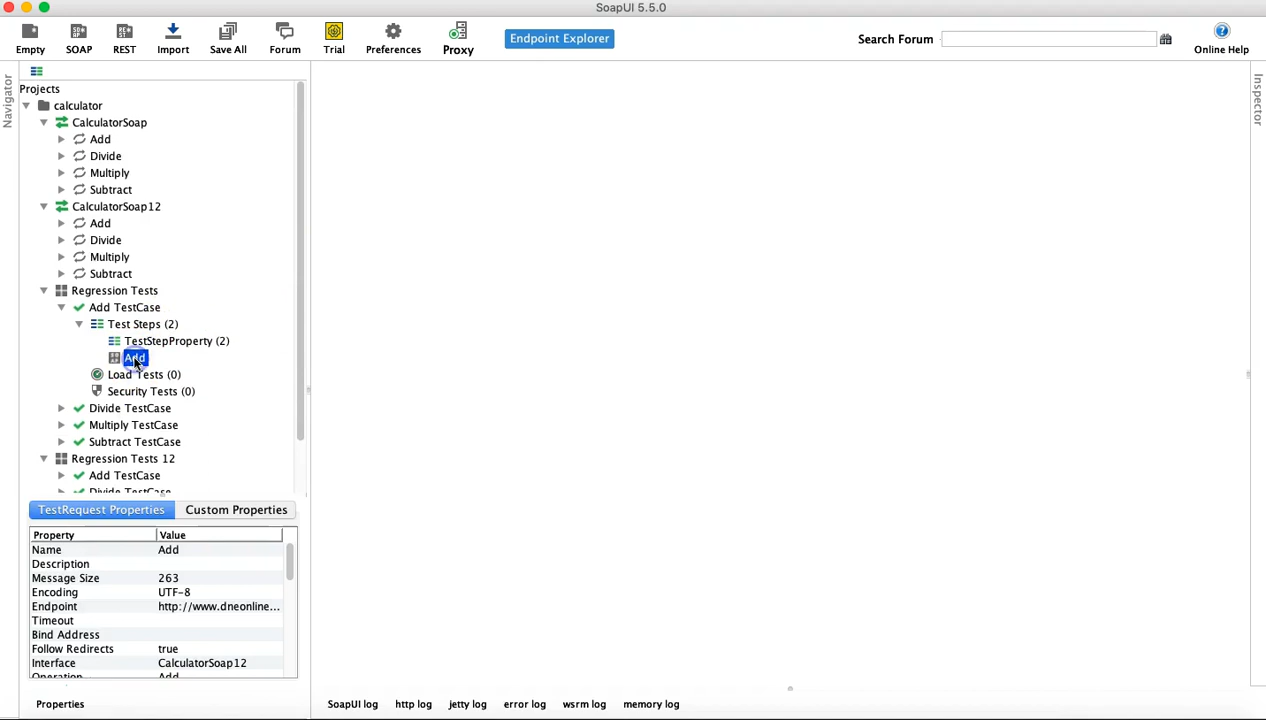 SoapUI 5.5.0
Empty SOAP REST Import Save All Forum Trial Preferences Proxy Endpoint Explorer Search Forum Online Help
Navigator
Inspector
Projects
calculator
CalculatorSoap
Add
Divide
Multiply
Subtract
CalculatorSoap12
Add
Divide
Multiply
Subtract
Regression Tests
Add TestCase
Test Steps (2)
TestStepProperty (2)
Add
Load Tests (0)
Security Tests (0)
Divide TestCase
Multiply TestCase
Subtract TestCase
Regression Tests 12
Add TestCase
Divide TestCase
TestRequest Properties Custom Properties
Property Value
Name Add
Description
Message Size 263
Encoding UTF-8
Endpoint http://www.dneonline...
Timeout
Bind Address
Follow Redirects true
Interface CalculatorSoap12
Operation Add
Properties
SoapUI log http log jetty log error log wsrm log memory log